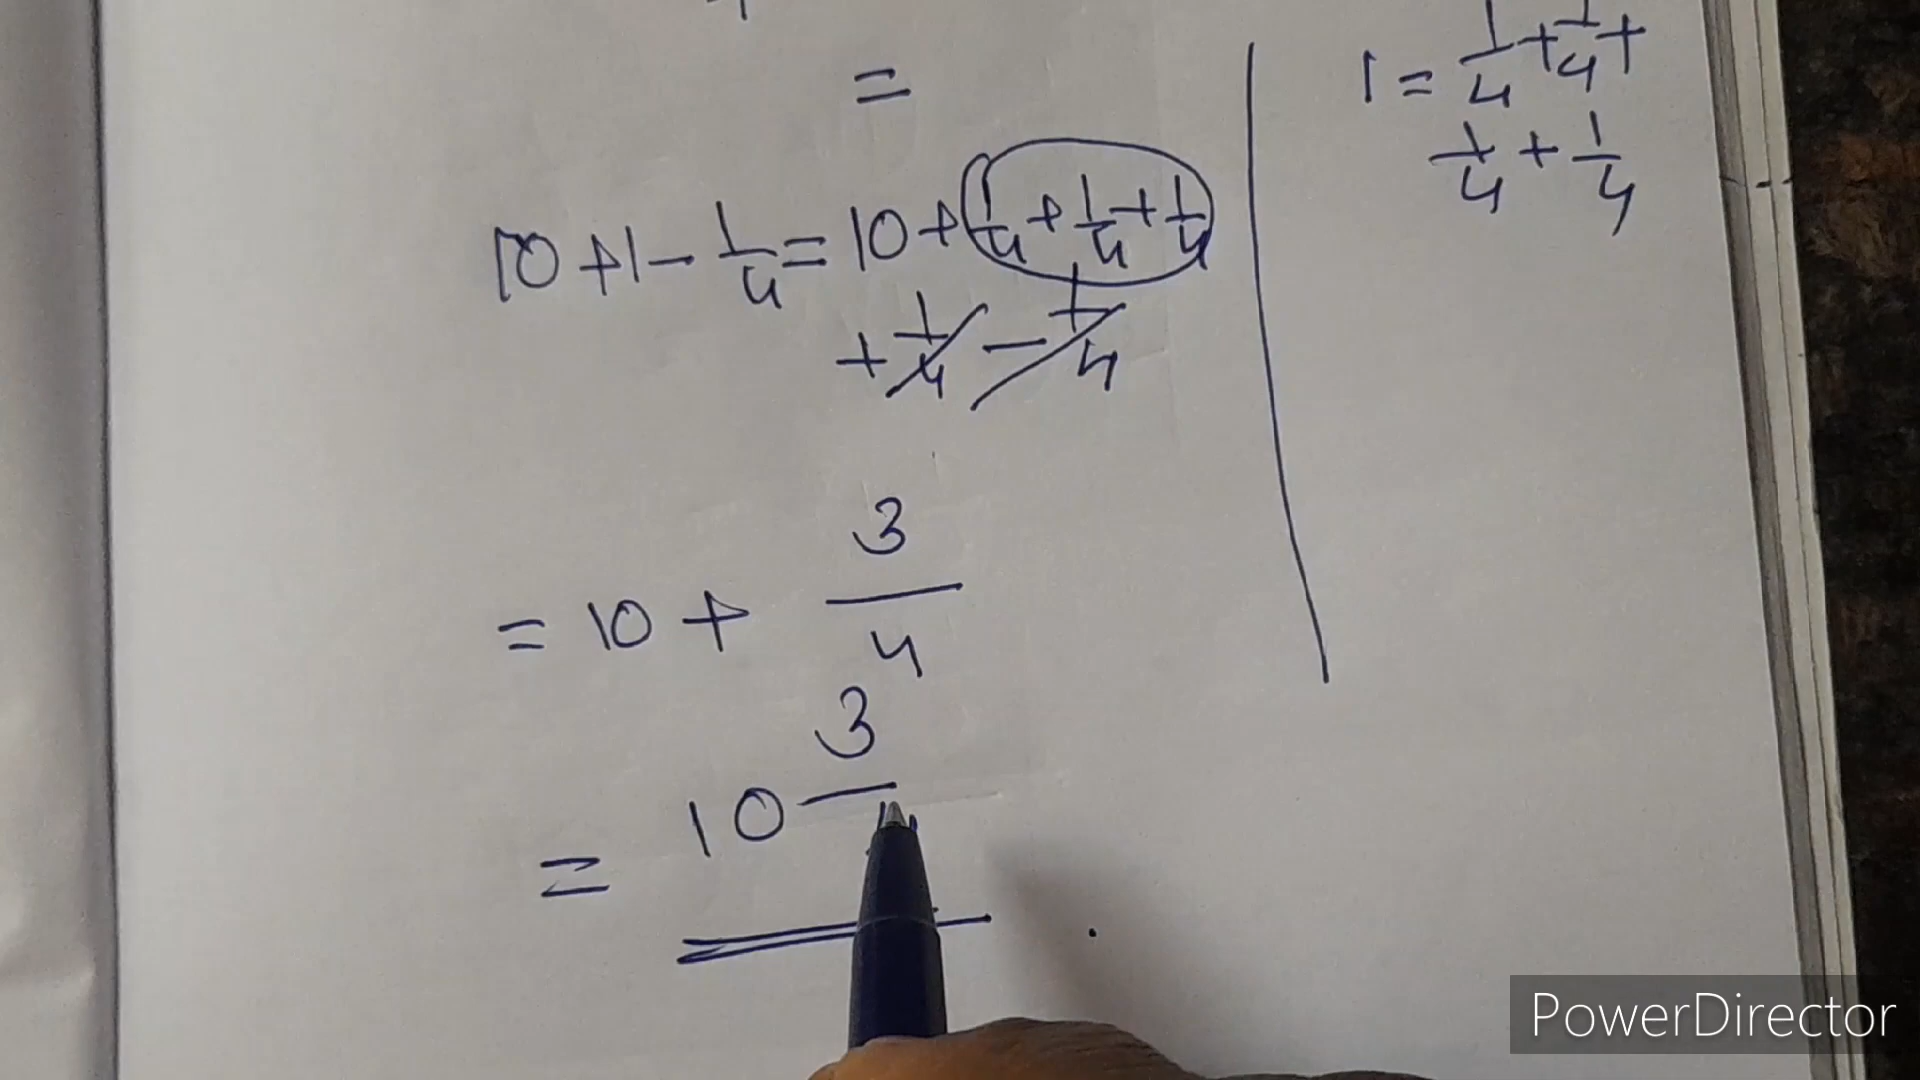 =
1 = 1/4 + 1/4 +
1/4 + 1/4
10 + 1 - 1/4 = 10 + 1/4 + 1/4 + 1/4
+ 1/4 - 1/4
= 10 + 3/4
= 10 3/
PowerDirector